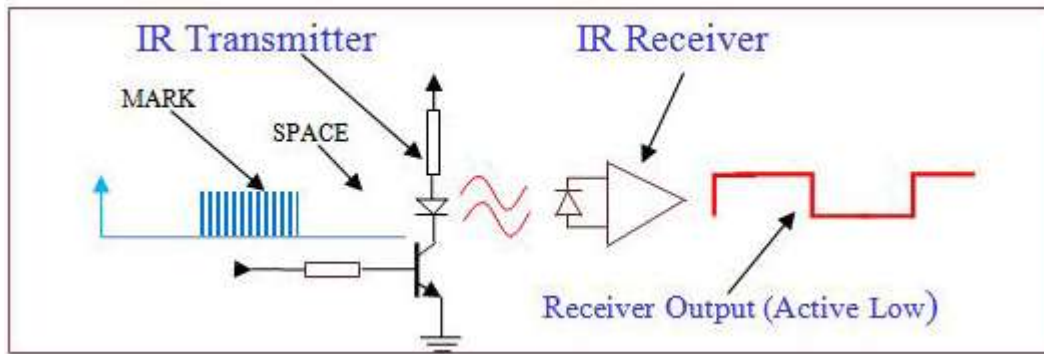 IR Transmitter
IR Receiver
MARK
SPACE
Receiver Output (Active Low)